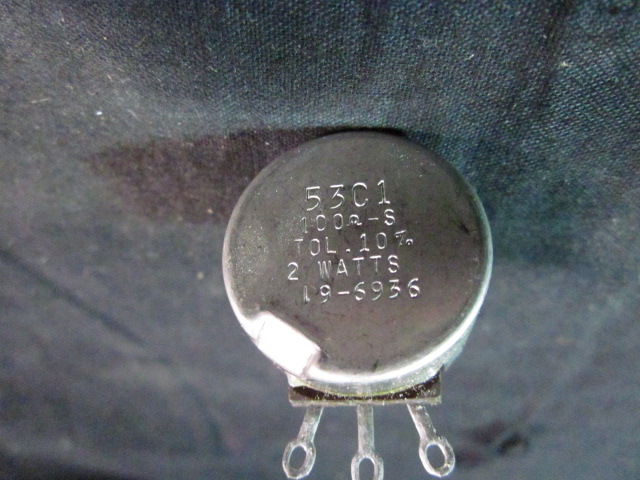 53C1
100Ω-S
TOL.10%
2 WATTS
19-6936